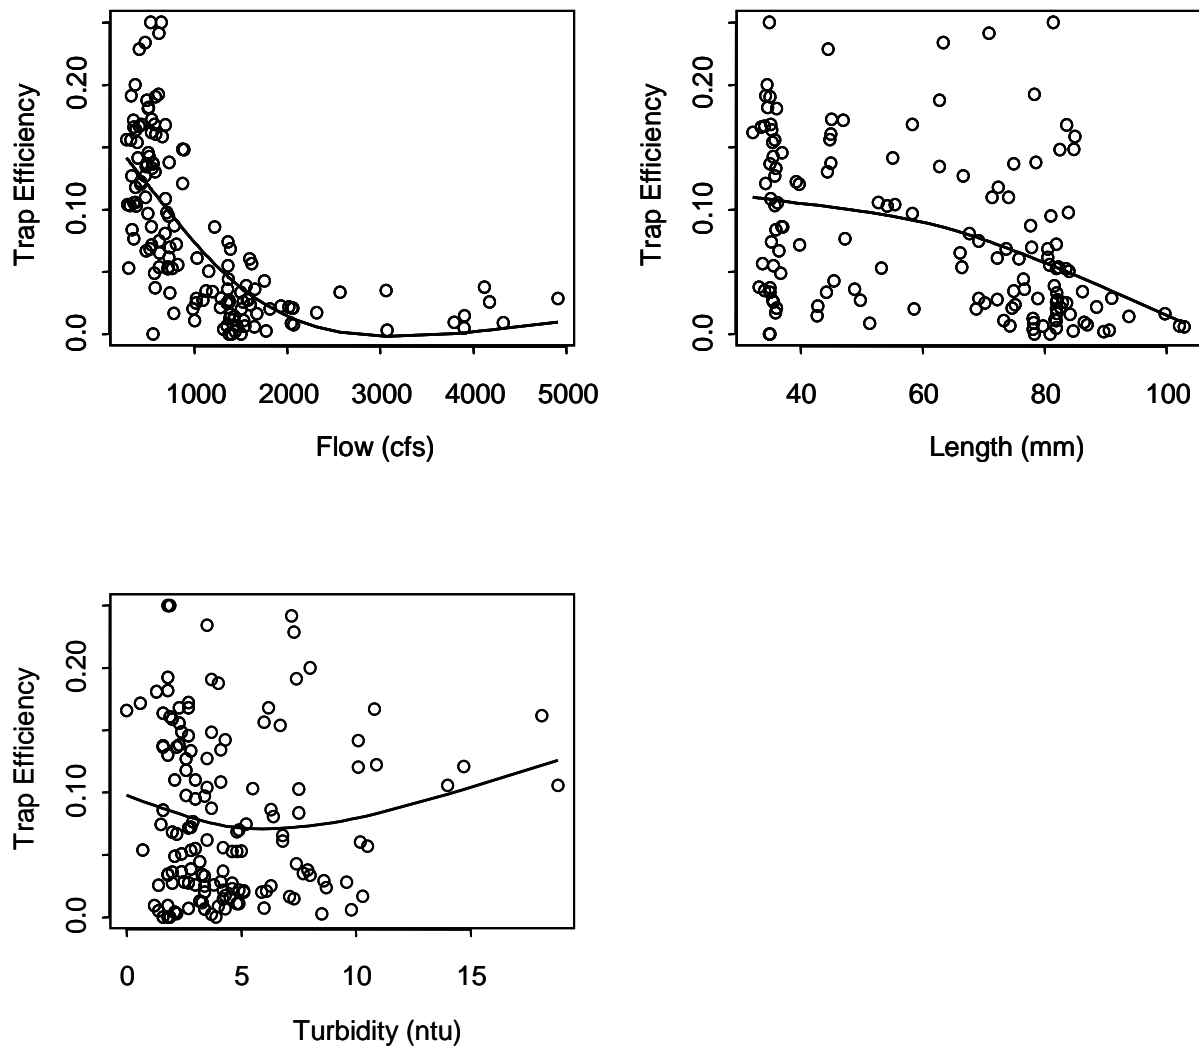 Trap Efficiency
0.20
0.10
0.0
1000 2000 3000 4000 5000
Flow (cfs)
Trap Efficiency
0.20
0.10
0.0
40 60 80 100
Length (mm)
Trap Efficiency
0.20
0.10
0.0
0 5 10 15
Turbidity (ntu)